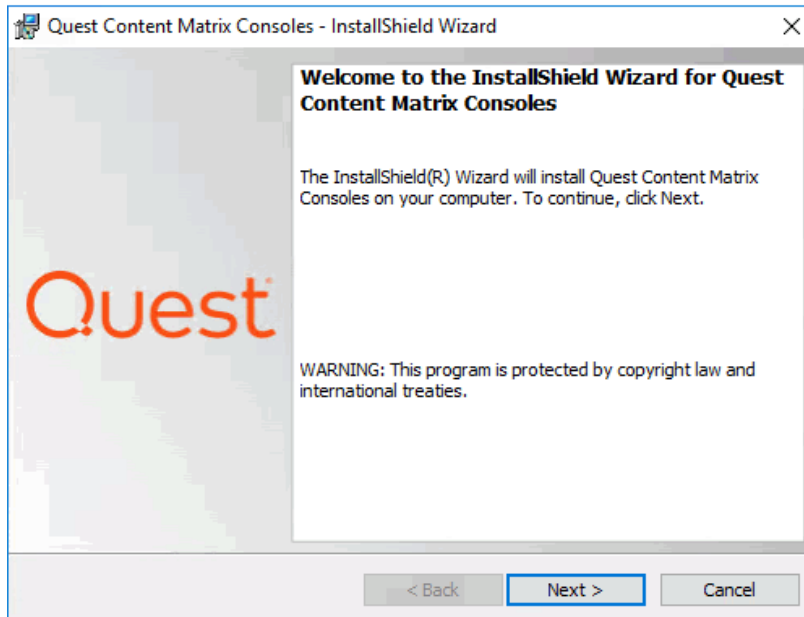 Quest Content Matrix Consoles - InstallShield Wizard
Welcome to the InstallShield Wizard for Quest
Content Matrix Consoles
The InstallShield(R) Wizard will install Quest Content Matrix
Consoles on your computer. To continue, click Next.
Quest
WARNING: This program is protected by copyright law and
international treaties.
< Back
Next >
Cancel